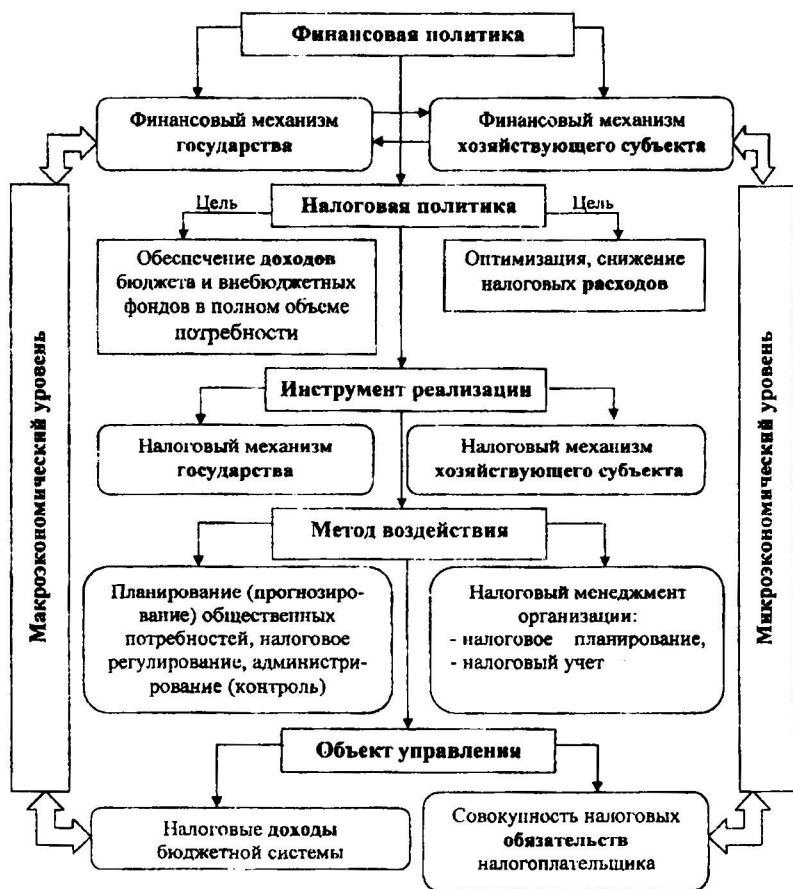 Финансовая политика
Финансовый механизм
государства
Финансовый механизм
хозяйствующего субъекта
Цель
Налоговая политика
Цель
Обеспечение доходов
бюджета и внебюджетных
фондов в полном объеме
потребности
Оптимизация, снижение
налоговых расходов
Макроэкономический уровень
Микроэкономический уровень
Инструмент реализации
Налоговый механизм
государства
Налоговый механизм
хозяйствующего субъекта
Метод воздействия
Планирование (прогнозиро-
вание) общественных
потребностей, налоговое
регулирование, администри-
рование (контроль)
Налоговый менеджмент
организации:
- налоговое планирование,
- налоговый учет
Объект управления
Налоговые доходы
бюджетной системы
Совокупность налоговых
обязательств
налогоплательщика